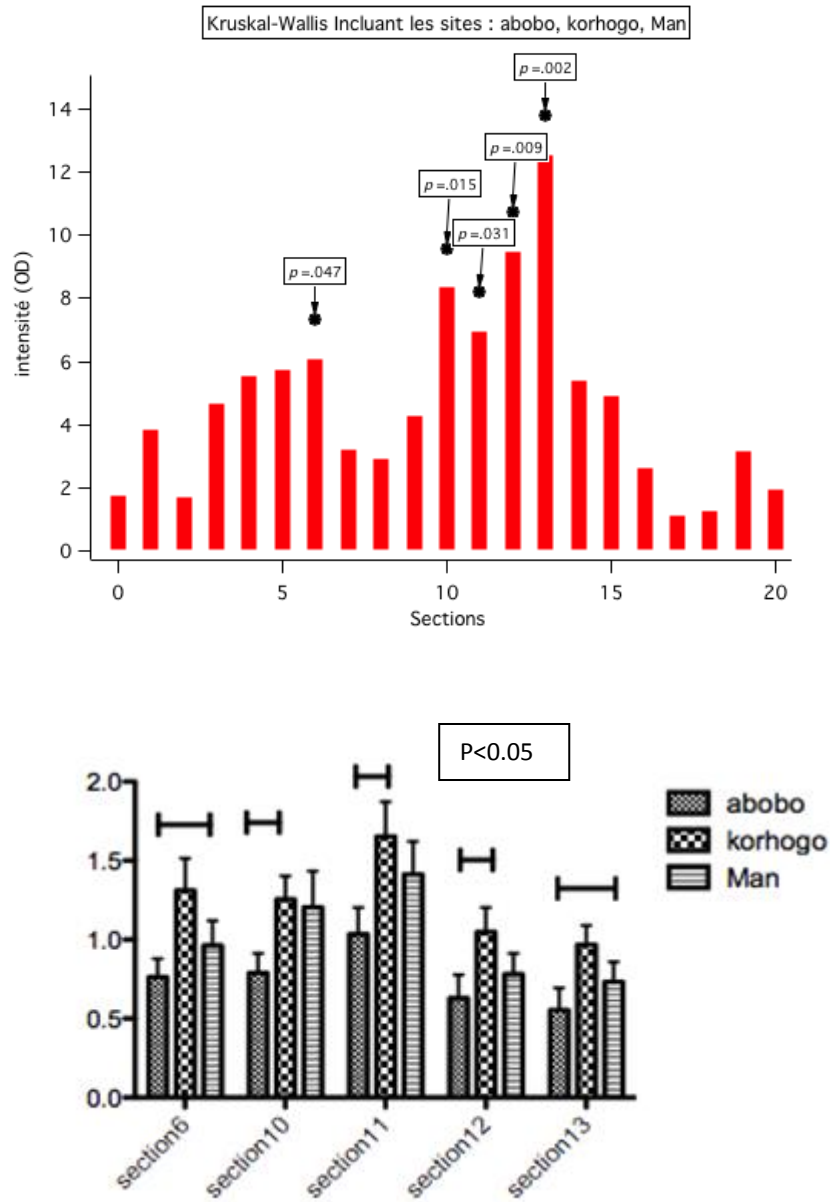 Kruskal-Wallis Incluant les sites : abobo, korhogo, Man
p =.002
p =.009
p =.015
p =.031
p =.047
intensité (OD)
14
12
10
8
6
4
2
0
0 5 10 15 20
Sections
P<0.05
2.0
1.5
1.0
0.5
0.0
abobo
korhogo
Man
section6 section10 section11 section12 section13